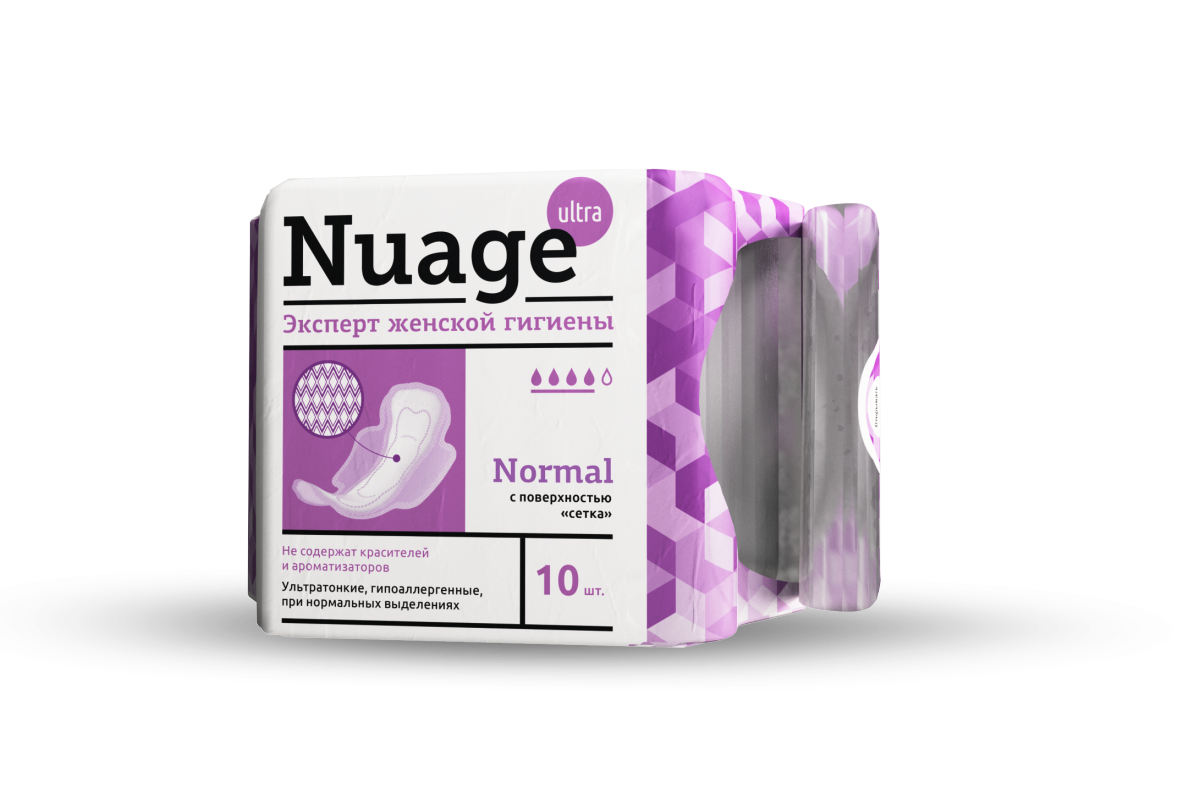 ultra
Nuage
Эксперт женской гигиены
Normal
с поверхностью
«сетка»
Не содержат красителей
и ароматизаторов
Ультратонкие, гипоаллергенные,
при нормальных выделениях
10 шт.